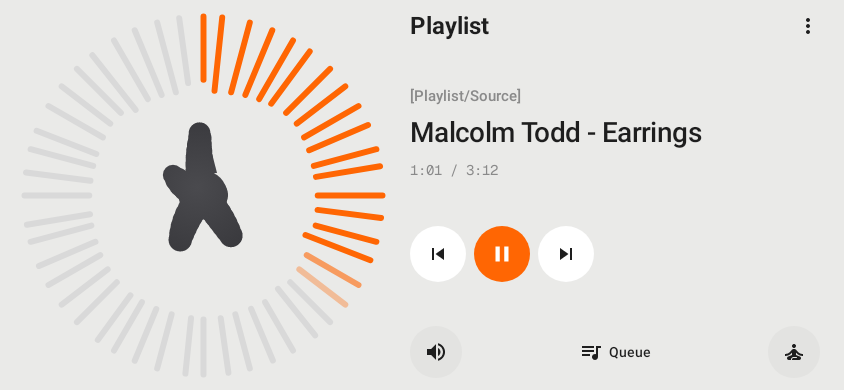 Playlist
[Playlist/Source]
Malcolm Todd - Earrings
1:01 / 3:12
Queue